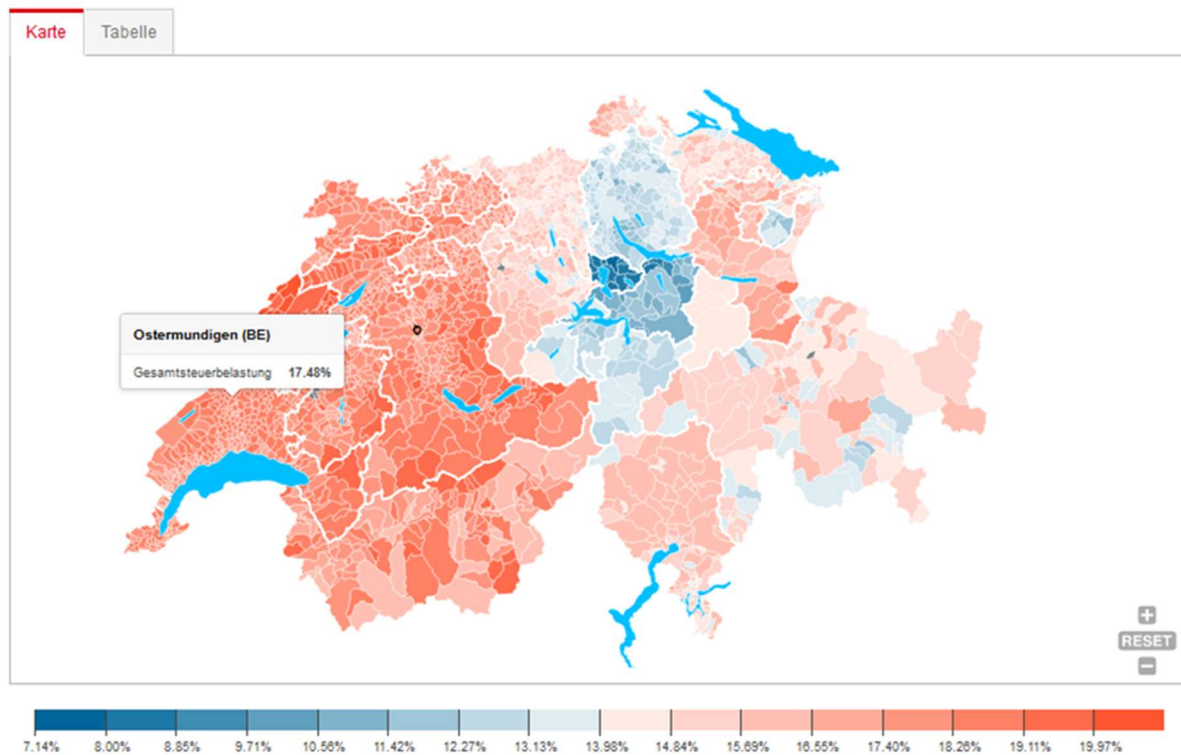 Karte Tabelle
Ostermundigen (BE)
Gesamtsteuerbelastung 17.48%
+
RESET
−
7.14% 8.00% 8.85% 9.71% 10.56% 11.42% 12.27% 13.13% 13.98% 14.84% 15.69% 16.55% 17.40% 18.26% 19.11% 19.97%